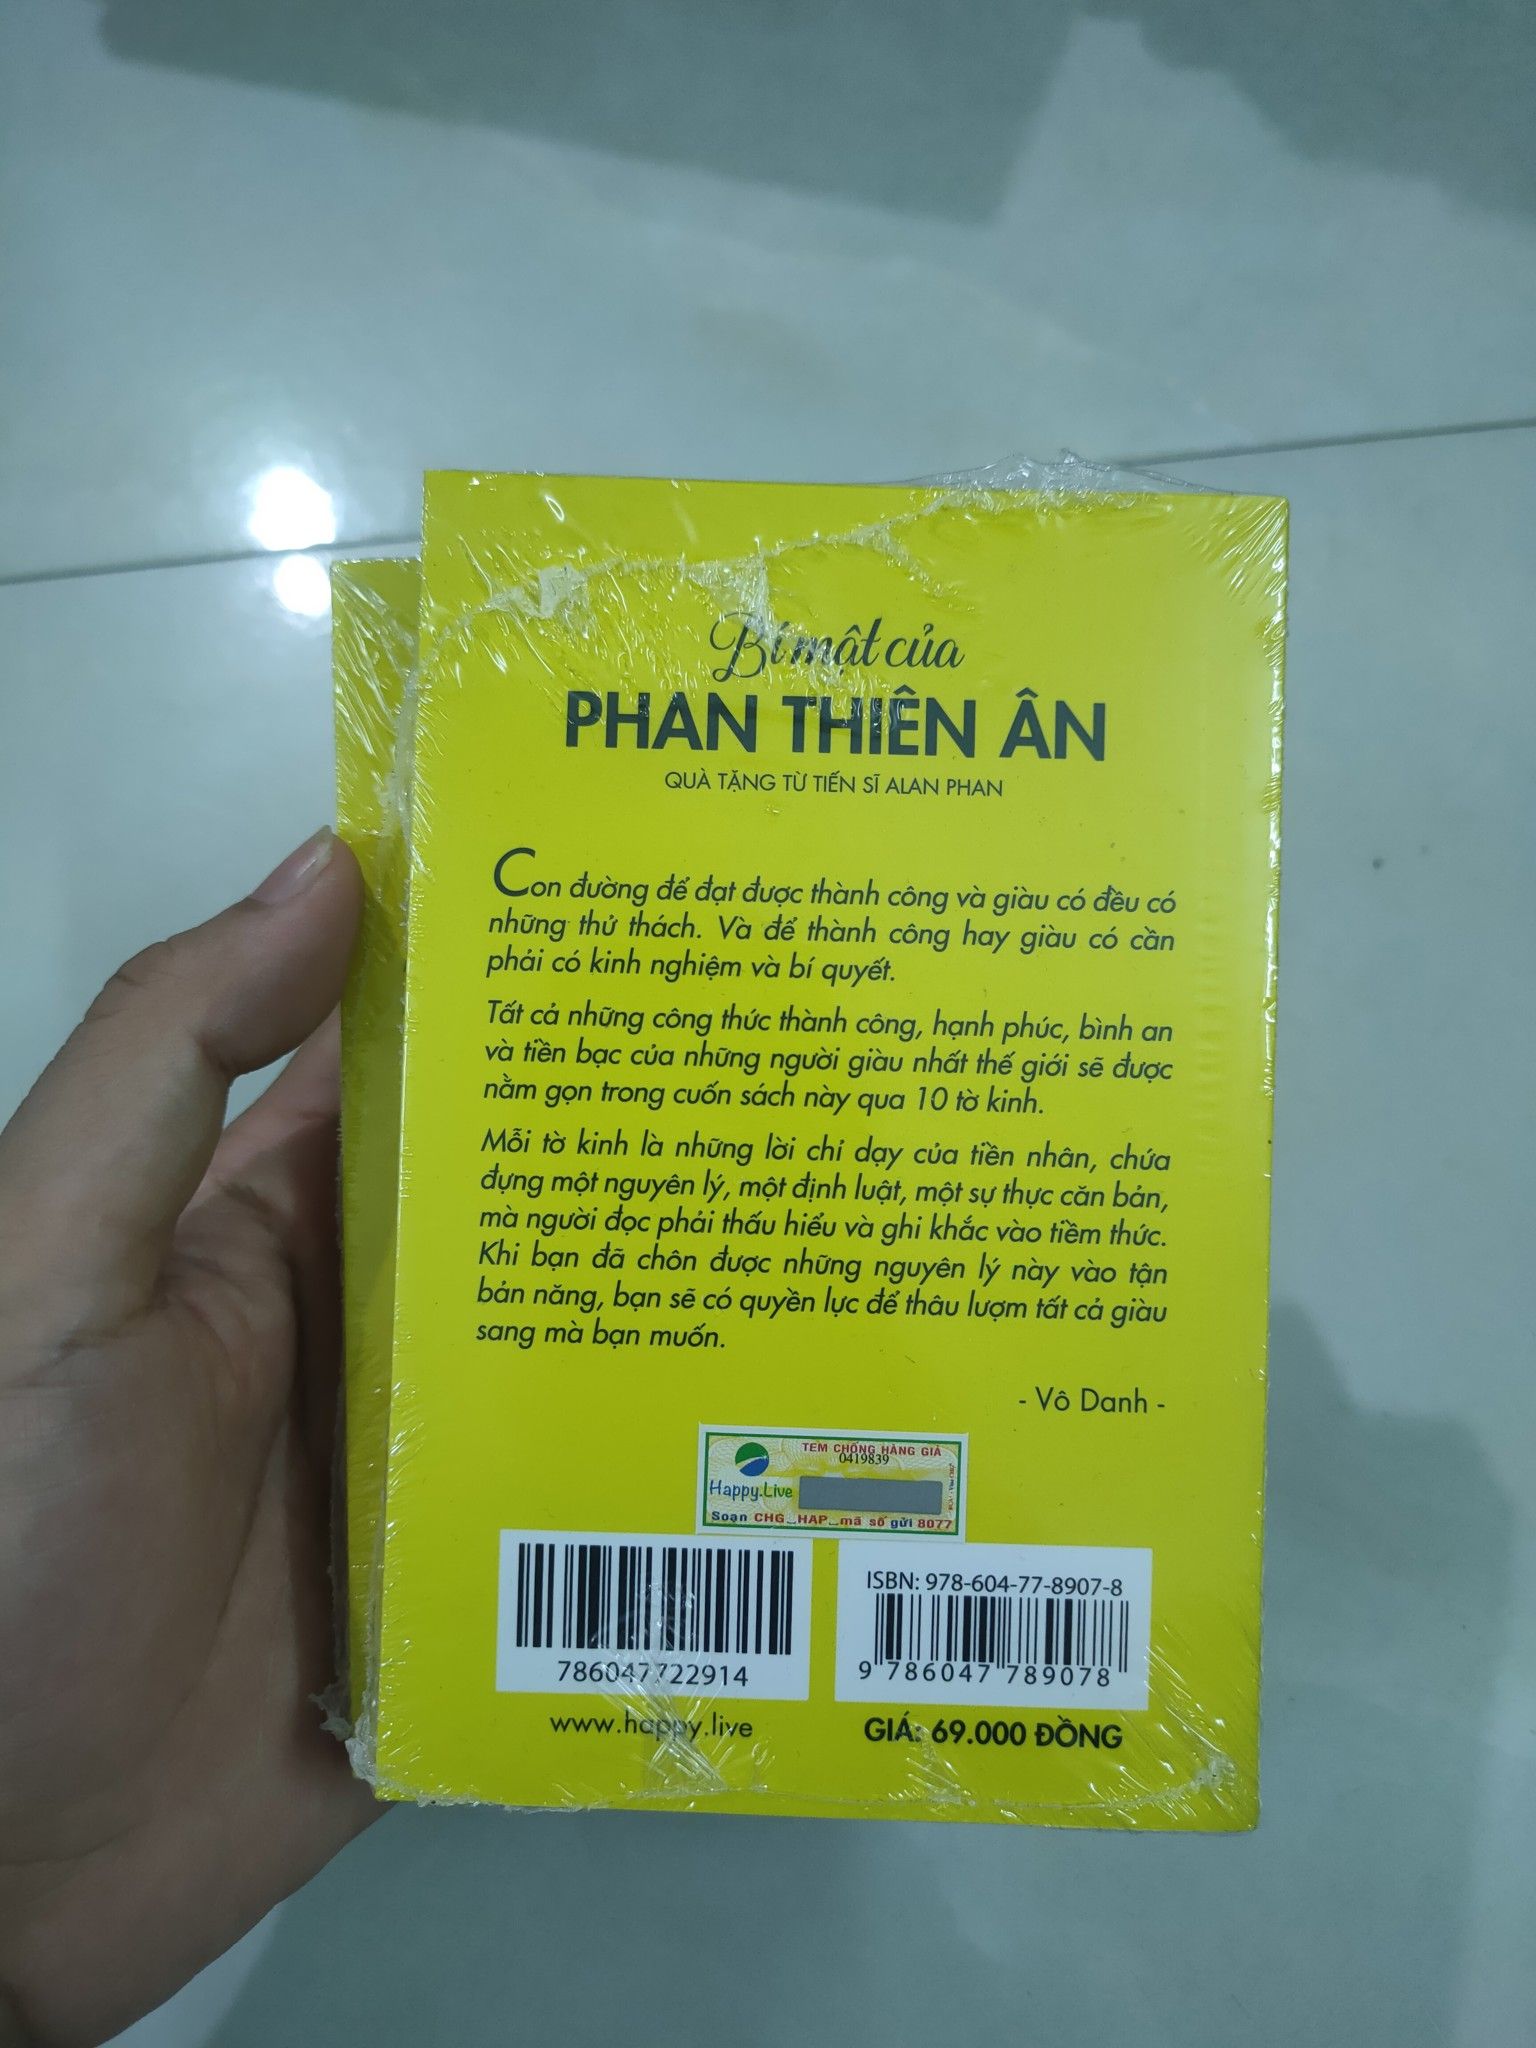 Bí mật của
PHAN THIÊN ÂN
QUÀ TẶNG TỪ TIẾN SĨ ALAN PHAN
Con đường để đạt được thành công và giàu có đều có
những thử thách. Và để thành công hay giàu có cần
phải có kinh nghiệm và bí quyết.
Tất cả những công thức thành công, hạnh phúc, bình an
và tiền bạc của những người giàu nhất thế giới sẽ được
nằm gọn trong cuốn sách này qua 10 tờ kinh.
Mỗi tờ kinh là những lời chỉ dạy của tiền nhân, chứa
đựng một nguyên lý, một định luật, một sự thực căn bản,
mà người đọc phải thấu hiểu và ghi khắc vào tiềm thức.
Khi bạn đã chôn được những nguyên lý này vào tận
bản năng, bạn sẽ có quyền lực để thâu lượm tất cả giàu
sang mà bạn muốn.
- Vô Danh -
TEM CHỐNG HÀNG GIẢ
0419839
Happy.Live
Soạn CHG_HAP_mã số gửi 8077
ISBN: 978-604-77-8907-8
786047722914
9 786047 789078
www.happy.live
GIÁ: 69.000 ĐỒNG